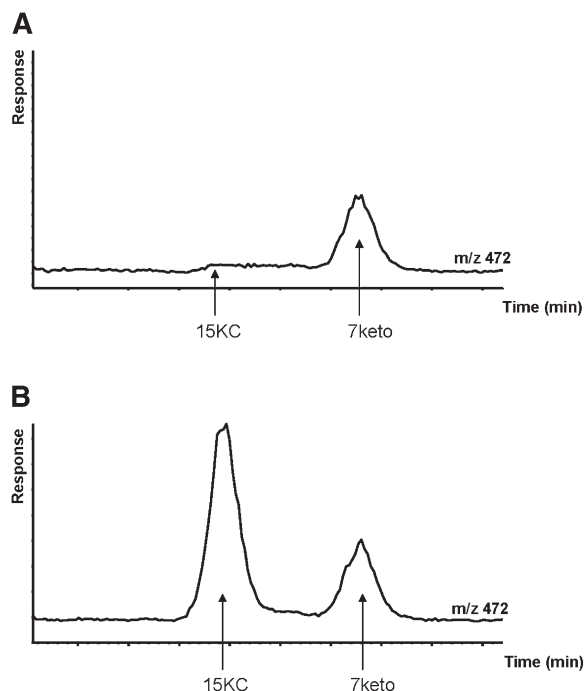 A
Response
m/z 472
Time (min)
15KC
7keto
B
Response
m/z 472
Time (min)
15KC
7keto